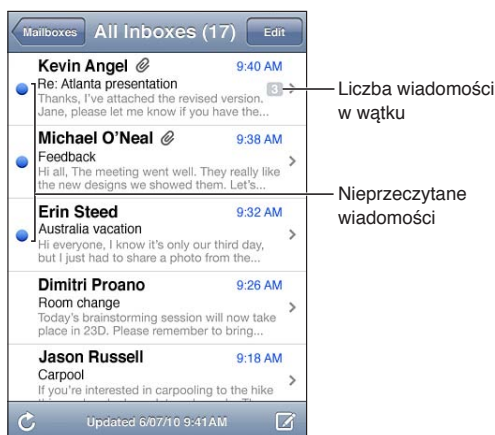 Mailboxes All Inboxes (17) Edit
Kevin Angel 9:40 AM
Re: Atlanta presentation
Thanks, I've attached the revised version. 3
Jane, please let me know if you have the...
Michael O'Neal 9:38 AM
Feedback
Hi all, The meeting went well. They really like
the new designs we showed them. Let's...
Erin Steed 9:32 AM
Australia vacation
Hi everyone, I know it's only our third day,
but I just had to share a photo from the...
Dimitri Proano 9:26 AM
Room change
Today's brainstorming session will now take
place in 23D. Please remember to bring...
Jason Russell 9:18 AM
Carpool
If you're interested in carpooling to the hike
Updated 6/07/10 9:41AM
Liczba wiadomości
w wątku
Nieprzeczytane
wiadomości